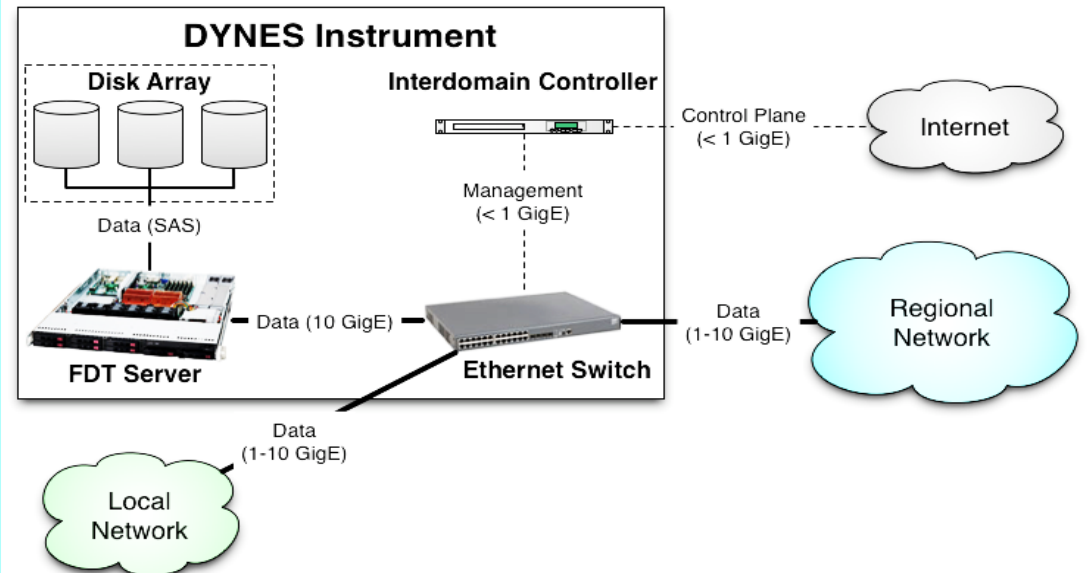 DYNES Instrument
Disk Array
Interdomain Controller
Control Plane
(< 1 GigE)
Internet
Management
(< 1 GigE)
Data (SAS)
Data (10 GigE)
Data
(1-10 GigE)
Regional
Network
FDT Server
Ethernet Switch
Data
(1-10 GigE)
Local
Network